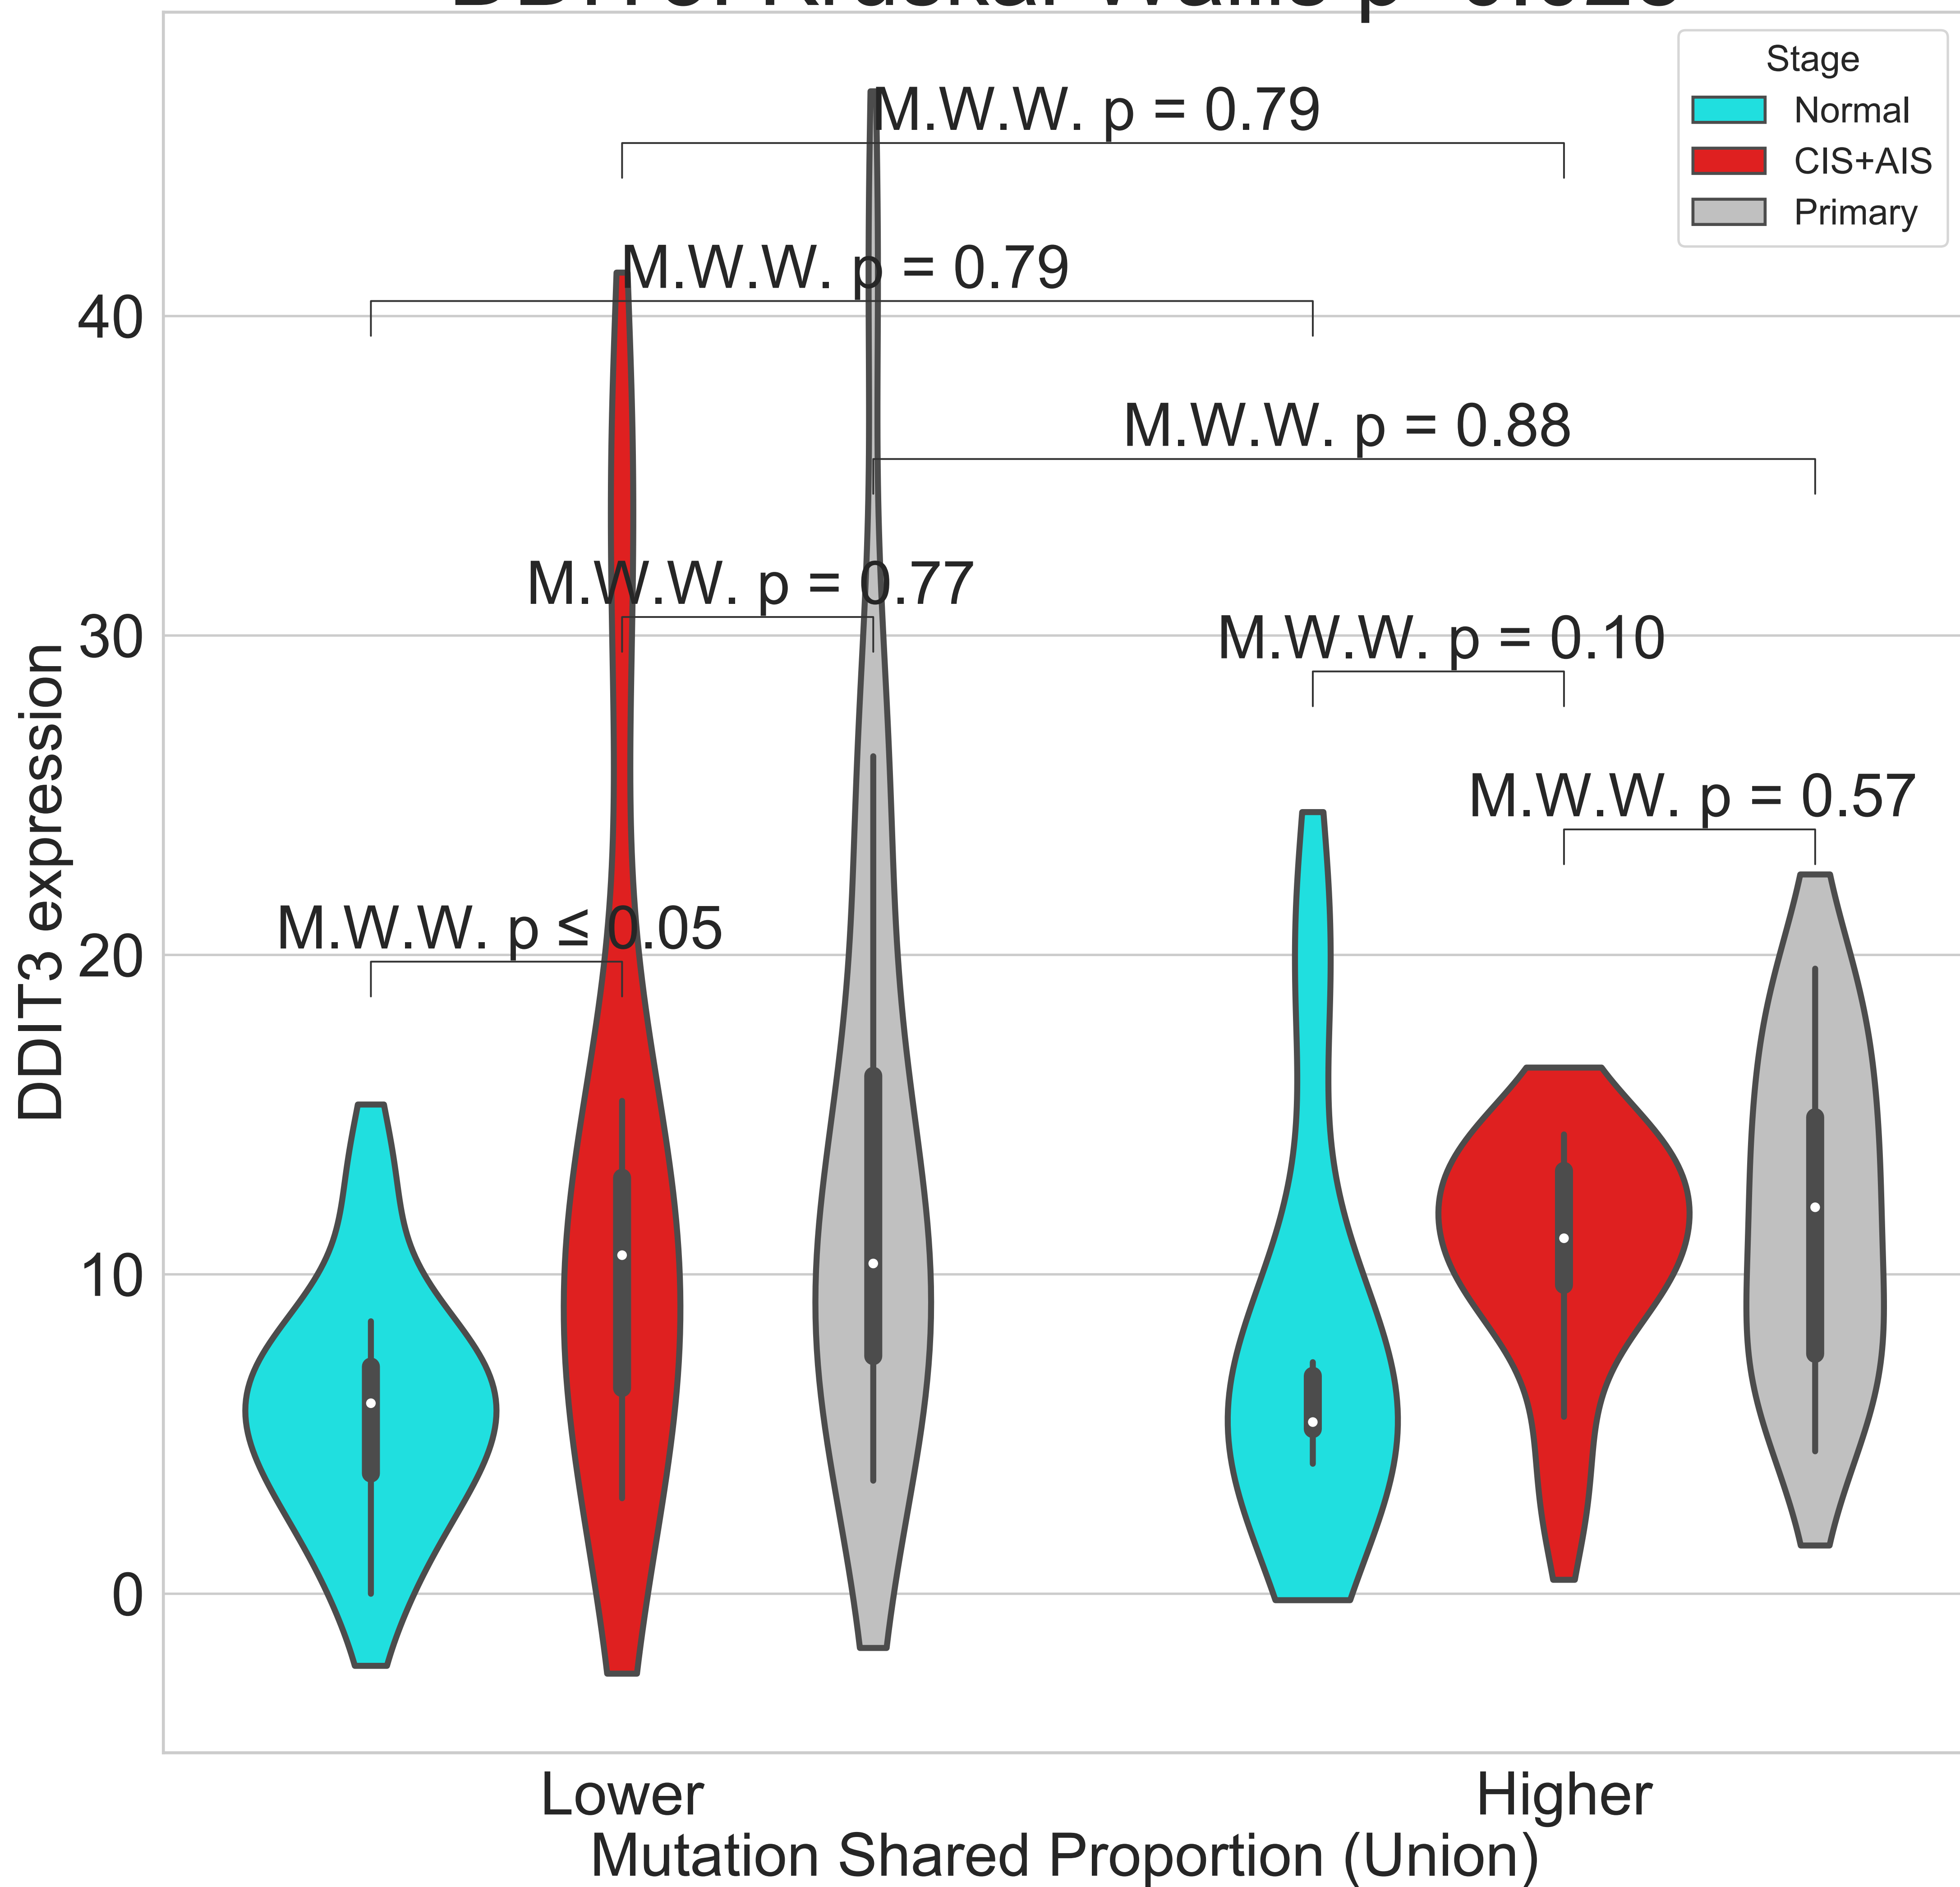 Stage
Normal
CIS+AIS
Primary
M.W.W. p = 0.79
M.W.W. p = 0.79
M.W.W. p = 0.88
M.W.W. p = 0.77
M.W.W. p = 0.10
M.W.W. p = 0.57
M.W.W. p ≤ 0.05
40
30
20
10
0
DDIT3 expression
Lower
Higher
Mutation Shared Proportion (Union)